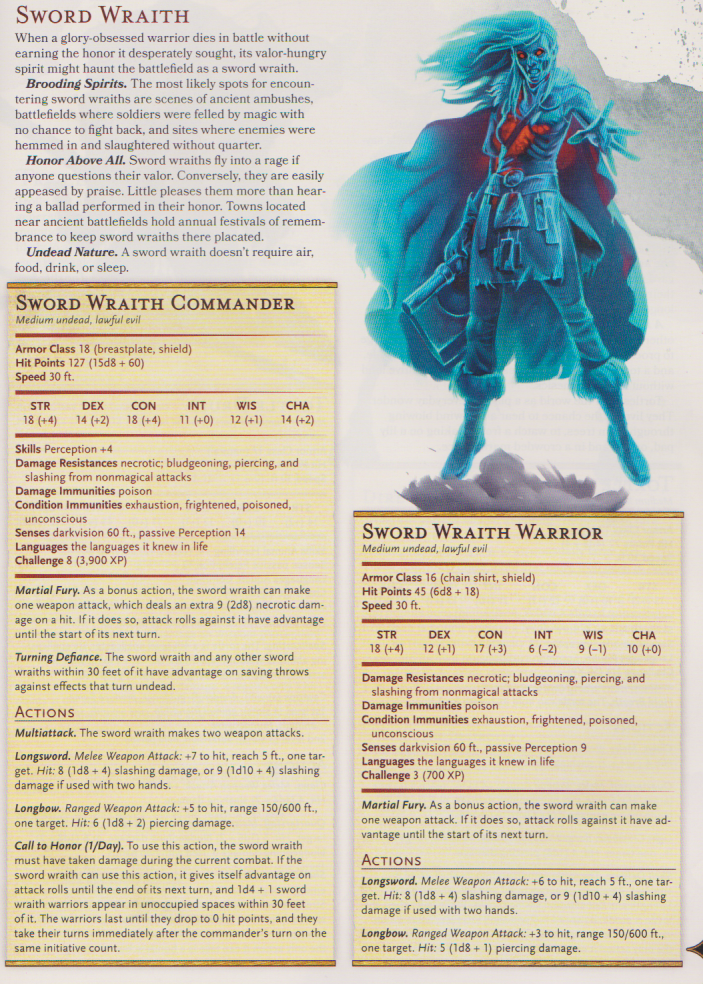 SWORD WRAITH
When a glory-obsessed warrior dies in battle without
earning the honor it desperately sought, its valor-hungry
spirit might haunt the battlefield as a sword wraith.
Brooding Spirits. The most likely spots for encoun-
tering sword wraiths are scenes of ancient ambushes,
battlefields where soldiers were felled by magic with
no chance to fight back, and sites where enemies were
hemmed in and slaughtered without quarter.
Honor Above All. Sword wraiths fly into a rage if
anyone questions their valor. Conversely, they are easily
appeased by praise. Little pleases them more than hear-
ing a ballad performed in their honor. Towns located
near ancient battlefields hold annual festivals of remem-
brance to keep sword wraiths there placated.
Undead Nature. A sword wraith doesn't require air,
food, drink, or sleep.
SWORD WRAITH COMMANDER
Medium undead, lawful evil
Armor Class 18 (breastplate, shield)
Hit Points 127 (15d8 + 60)
Speed 30 ft.
STR DEX CON INT WIS CHA
18 (+4) 14 (+2) 18 (+4) 11 (+0) 12 (+1) 14 (+2)
Skills Perception +4
Damage Resistances necrotic; bludgeoning, piercing, and
slashing from nonmagical attacks
Damage Immunities poison
Condition Immunities exhaustion, frightened, poisoned,
unconscious
Senses darkvision 60 ft., passive Perception 14
Languages the languages it knew in life
Challenge 8 (3,900 XP)
Martial Fury. As a bonus action, the sword wraith can make
one weapon attack, which deals an extra 9 (2d8) necrotic dam-
age on a hit. If it does so, attack rolls against it have advantage
until the start of its next turn.
Turning Defiance. The sword wraith and any other sword
wraiths within 30 feet of it have advantage on saving throws
against effects that turn undead.
ACTIONS
Multiattack. The sword wraith makes two weapon attacks.
Longsword. Melee Weapon Attack: +7 to hit, reach 5 ft., one tar-
get. Hit: 8 (1d8 + 4) slashing damage, or 9 (1d10 + 4) slashing
damage if used with two hands.
Longbow. Ranged Weapon Attack: +5 to hit, range 150/600 ft.,
one target. Hit: 6 (1d8 + 2) piercing damage.
Call to Honor (1/Day). To use this action, the sword wraith
must have taken damage during the current combat. If the
sword wraith can use this action, it gives itself advantage on
attack rolls until the end of its next turn, and 1d4 + 1 sword
wraith warriors appear in unoccupied spaces within 30 feet
of it. The warriors last until they drop to 0 hit points, and they
take their turns immediately after the commander's turn on the
same initiative count.
SWORD WRAITH WARRIOR
Medium undead, lawful evil
Armor Class 16 (chain shirt, shield)
Hit Points 45 (6d8 + 18)
Speed 30 ft.
STR DEX CON INT WIS CHA
18 (+4) 12 (+1) 17 (+3) 6 (−2) 9 (−1) 10 (+0)
Damage Resistances necrotic; bludgeoning, piercing, and
slashing from nonmagical attacks
Damage Immunities poison
Condition Immunities exhaustion, frightened, poisoned,
unconscious
Senses darkvision 60 ft., passive Perception 9
Languages the languages it knew in life
Challenge 3 (700 XP)
Martial Fury. As a bonus action, the sword wraith can make
one weapon attack. If it does so, attack rolls against it have ad-
vantage until the start of its next turn.
ACTIONS
Longsword. Melee Weapon Attack: +6 to hit, reach 5 ft., one tar-
get. Hit: 8 (1d8 + 4) slashing damage, or 9 (1d10 + 4) slashing
damage if used with two hands.
Longbow. Ranged Weapon Attack: +3 to hit, range 150/600 ft.,
one target. Hit: 5 (1d8 + 1) piercing damage.